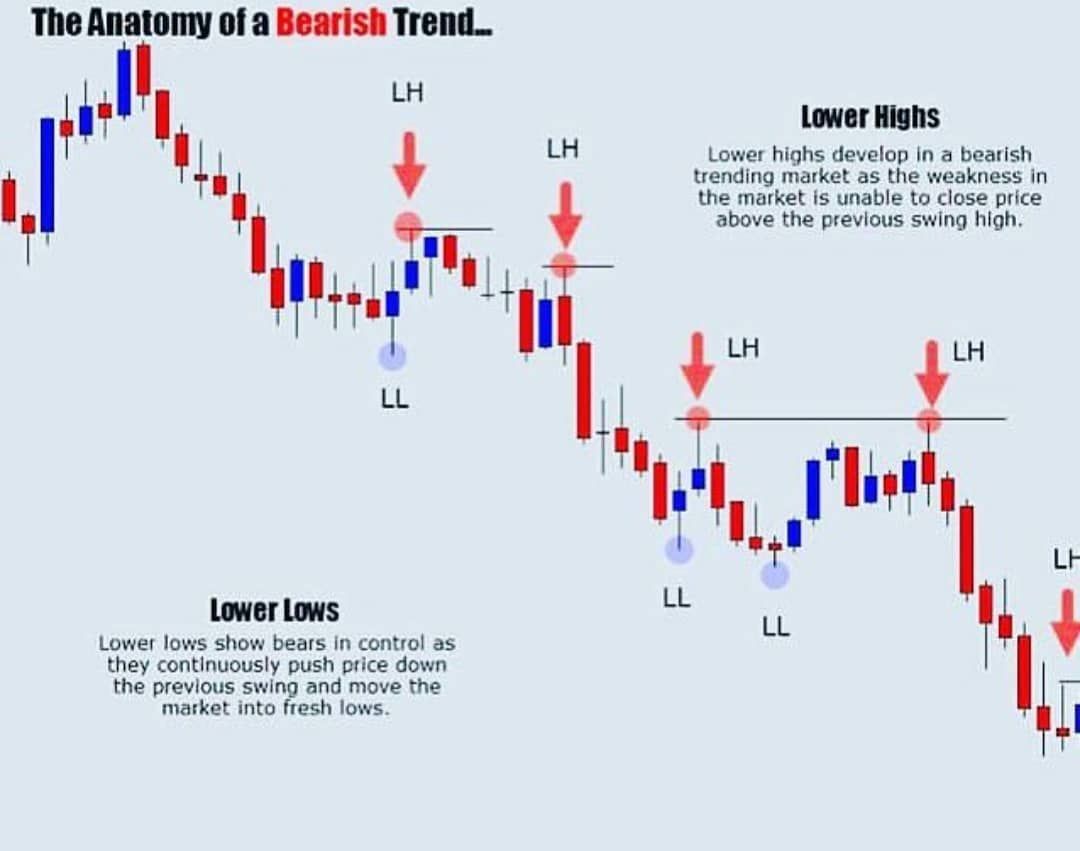 The Anatomy of a Bearish Trend...
LH
LH
Lower Highs
Lower highs develop in a bearish
trending market as the weakness in
the market is unable to close price
above the previous swing high.
LL
LH
LH
LL
LL
LH
Lower Lows
Lower lows show bears in control as
they continuously push price down
the previous swing and move the
market into fresh lows.